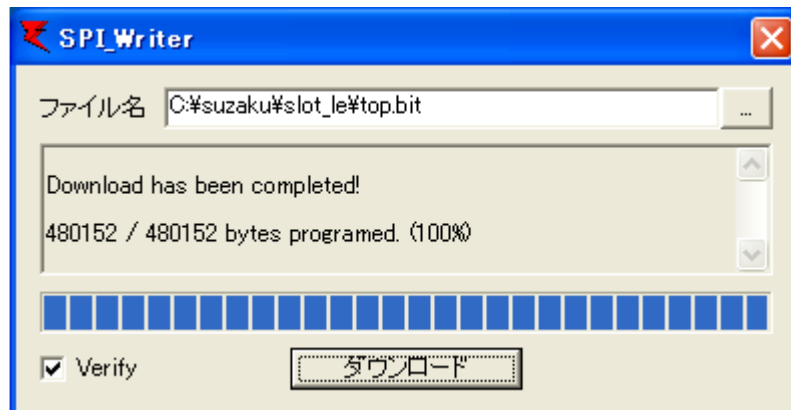 SPI_Writer
ファイル名 C:¥suzaku¥slot_le¥top.bit ...
Download has been completed!
480152 / 480152 bytes programed. (100%)
Verify ダウンロード